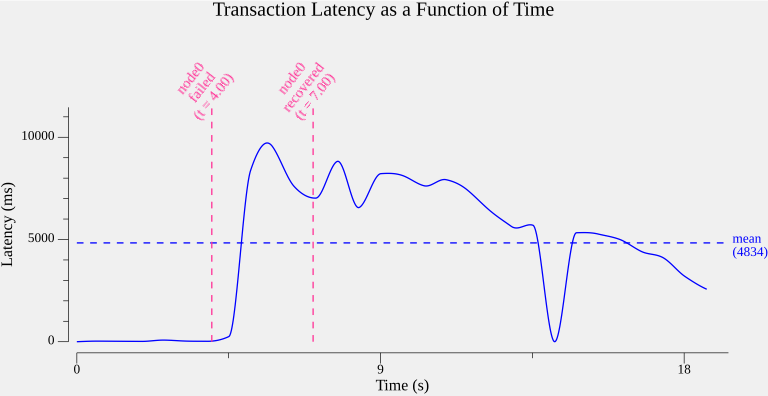 Transaction Latency as a Function of Time
node0
failed
(t = 4.00)
node0
recovered
(t = 7.00)
10000
5000
0
Latency (ms)
mean
(4834)
0
9
18
Time (s)